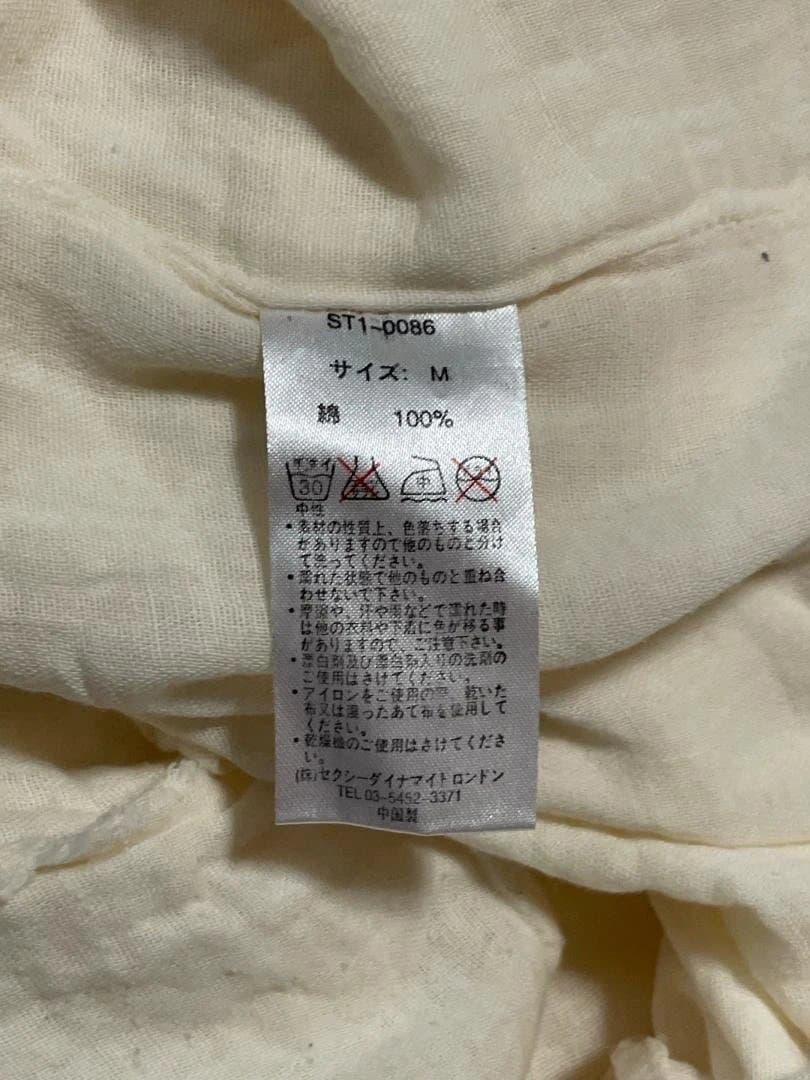 ST1-0086
サイズ: M
綿 100%
30
中
中性
・素材の性質上、色落ちする場合
がありますので他のものと分け
て洗ってください。
・濡れた状態で他のものと重ね合
わせないで下さい。
・摩擦や、汗や雨などで濡れた時
は他の衣料や下着に色が移る事
がありますので、ご注意下さい。
・漂白剤及び漂白剤入りの洗剤の
ご使用はさけてください。
・アイロンをご使用の際、乾いた
布又は湿ったあて布を使用して
ください。
・乾燥機のご使用はさけてくださ
い。
(株)セクシーダイナマイトロンドン
TEL 03-5452-3371
中国製